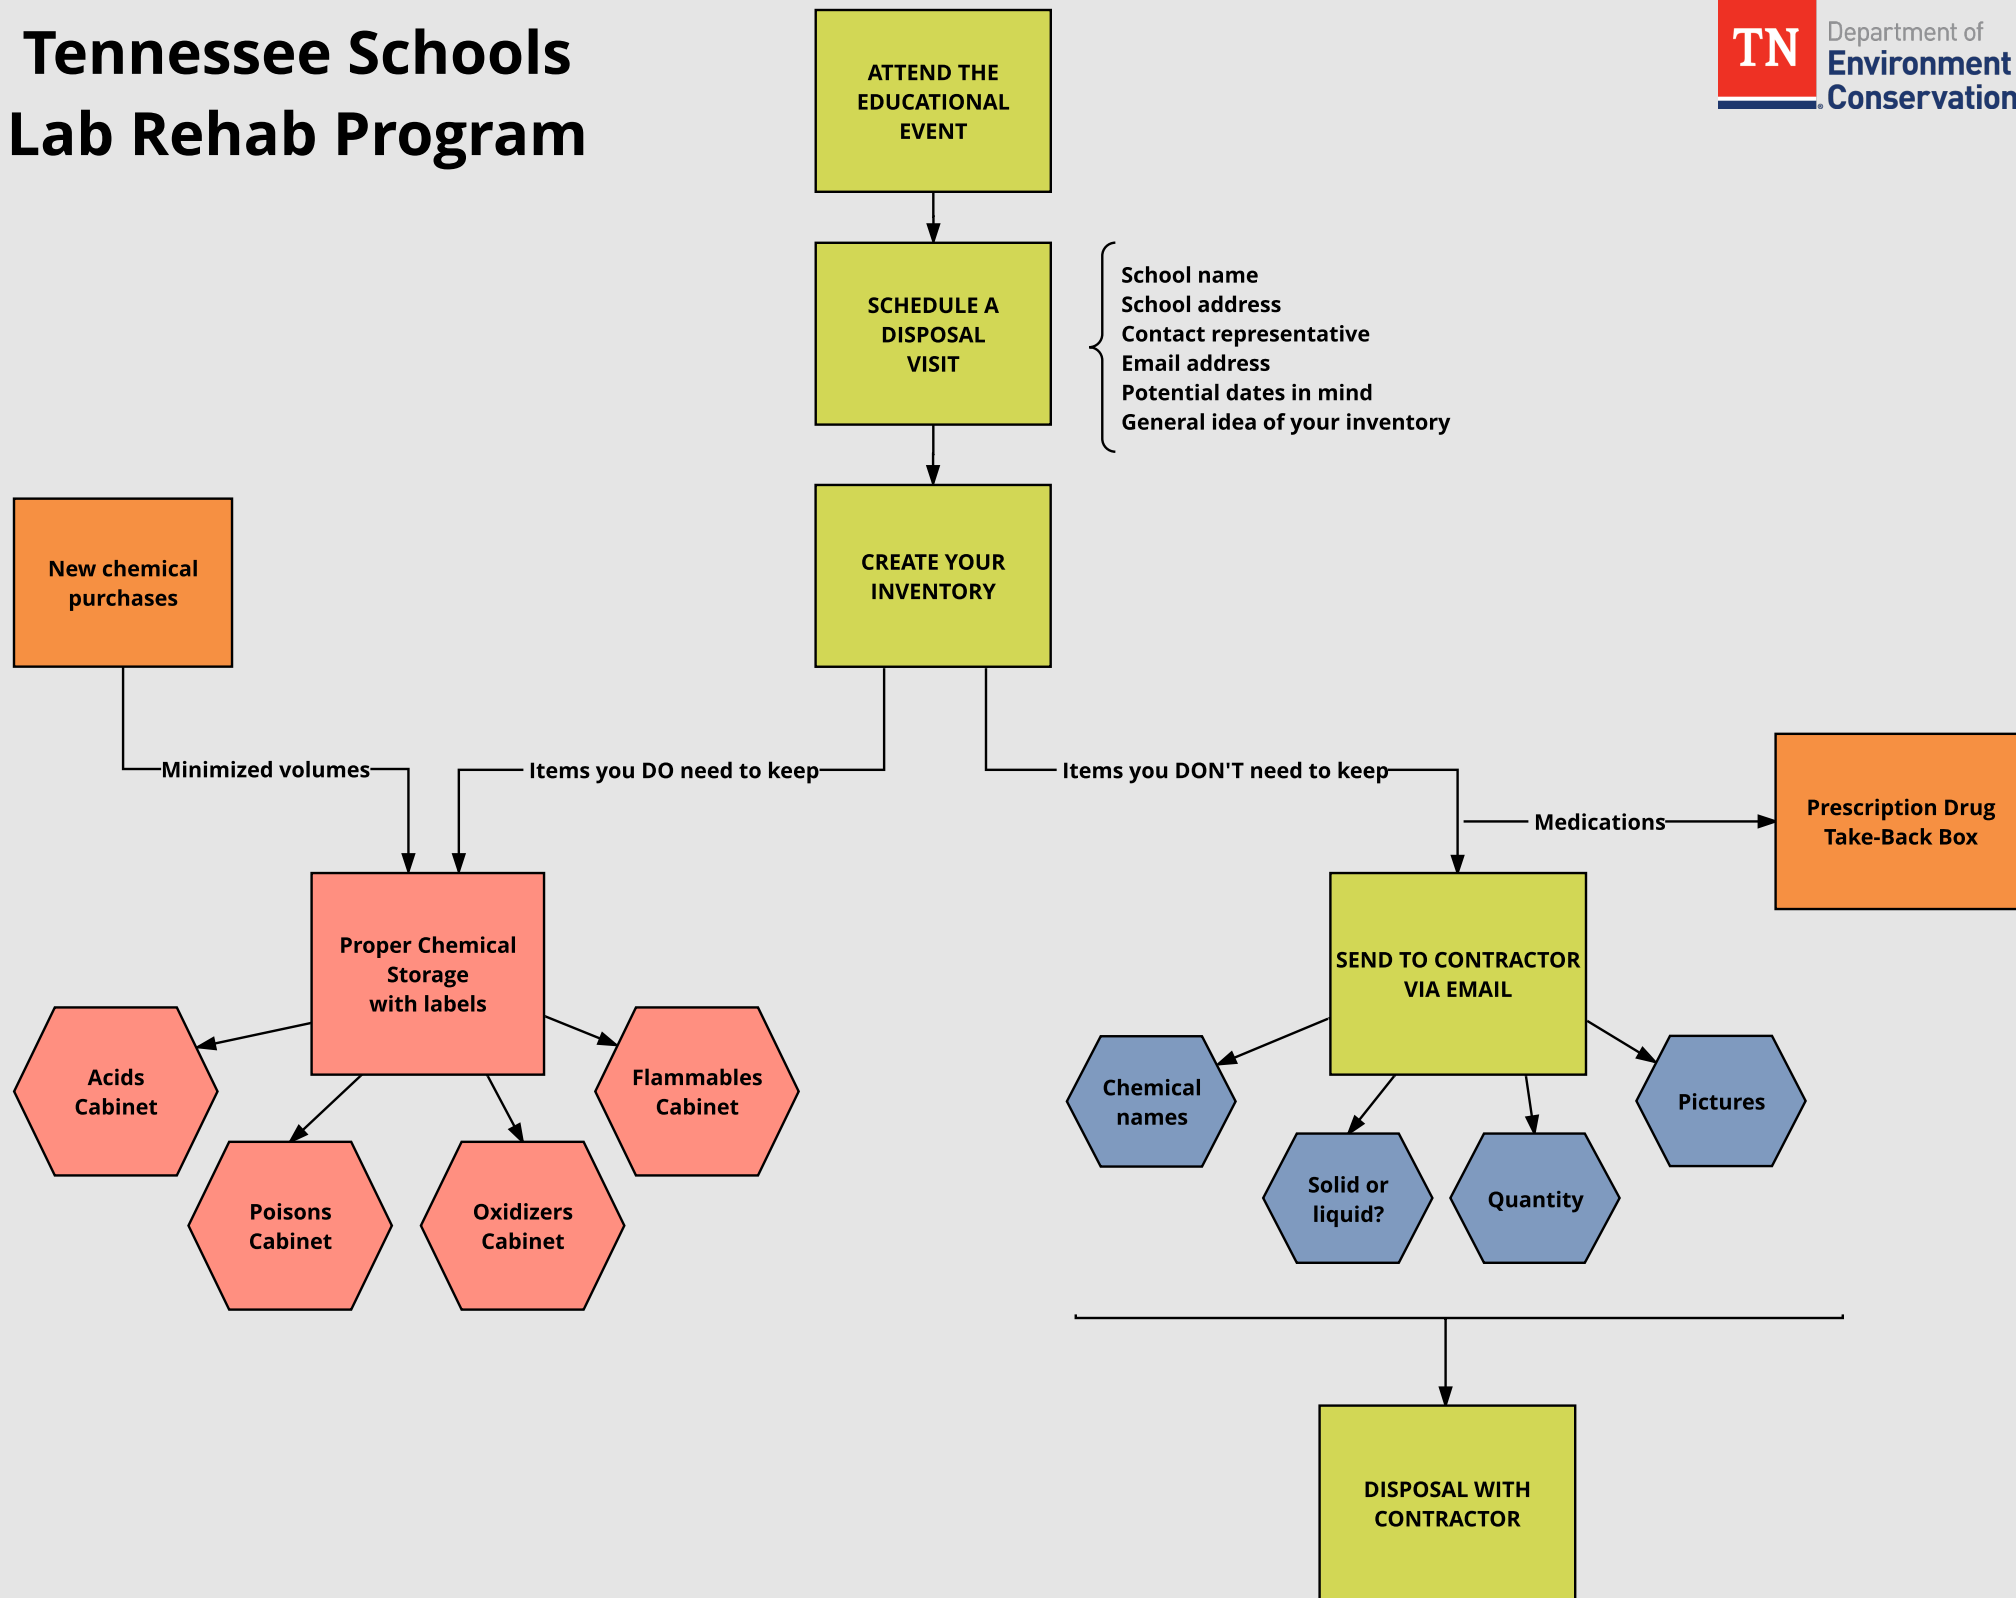 Tennessee Schools
Lab Rehab Program
TN
Department of
Environment
Conservation
ATTEND THE
EDUCATIONAL
EVENT
SCHEDULE A
DISPOSAL
VISIT
School name
School address
Contact representative
Email address
Potential dates in mind
General idea of your inventory
CREATE YOUR
INVENTORY
New chemical
purchases
Minimized volumes
Items you DO need to keep
Items you DON'T need to keep
Medications
Prescription Drug
Take-Back Box
Proper Chemical
Storage
with labels
Acids
Cabinet
Poisons
Cabinet
Oxidizers
Cabinet
Flammables
Cabinet
SEND TO CONTRACTOR
VIA EMAIL
Chemical
names
Solid or
liquid?
Quantity
Pictures
DISPOSAL WITH
CONTRACTOR